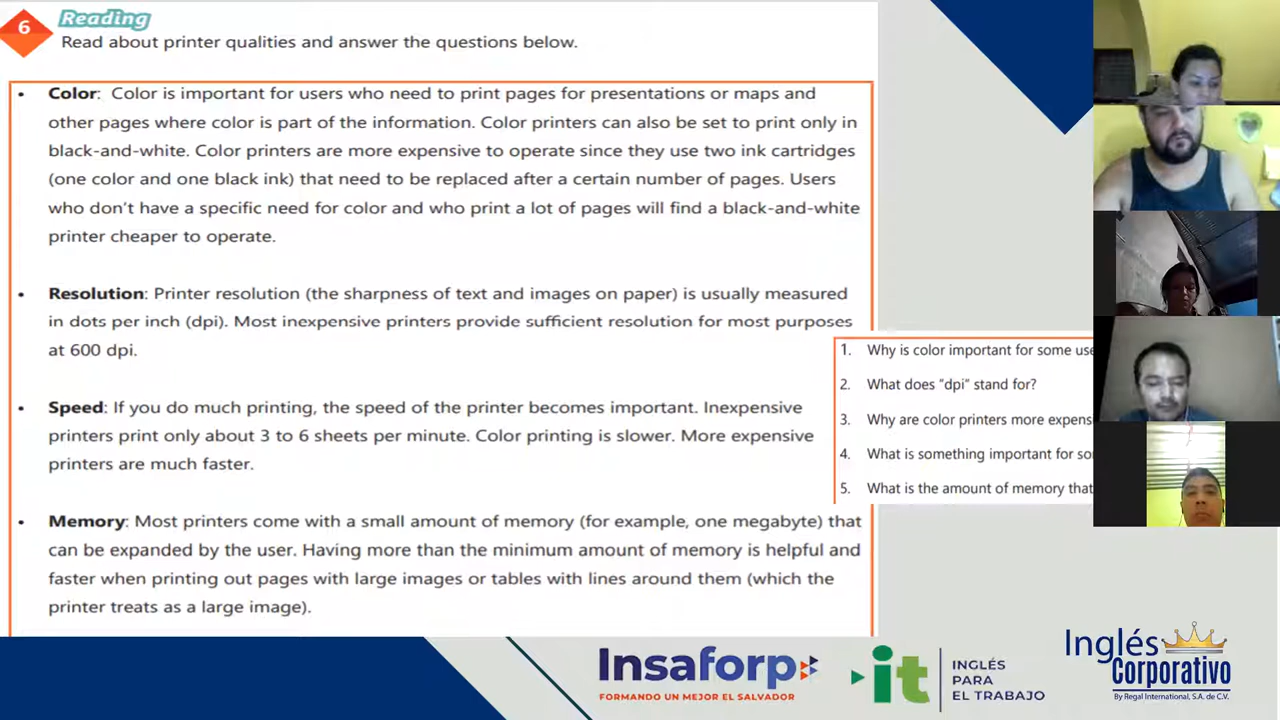 6
Reading
Read about printer qualities and answer the questions below.
• Color: Color is important for users who need to print pages for presentations or maps and
other pages where color is part of the information. Color printers can also be set to print only in
black-and-white. Color printers are more expensive to operate since they use two ink cartridges
(one color and one black ink) that need to be replaced after a certain number of pages. Users
who don't have a specific need for color and who print a lot of pages will find a black-and-white
printer cheaper to operate.
• Resolution: Printer resolution (the sharpness of text and images on paper) is usually measured
in dots per inch (dpi). Most inexpensive printers provide sufficient resolution for most purposes
at 600 dpi.
• Speed: If you do much printing, the speed of the printer becomes important. Inexpensive
printers print only about 3 to 6 sheets per minute. Color printing is slower. More expensive
printers are much faster.
• Memory: Most printers come with a small amount of memory (for example, one megabyte) that
can be expanded by the user. Having more than the minimum amount of memory is helpful and
faster when printing out pages with large images or tables with lines around them (which the
printer treats as a large image).
1. Why is color important for some use
2. What does "dpi" stand for?
3. Why are color printers more expens
4. What is something important for so
5. What is the amount of memory that
Insaforp
FORMANDO UN MEJOR EL SALVADOR
it
INGLÉS
PARA
EL TRABAJO
Inglés
Corporativo
By Regal International, S.A. de C.V.